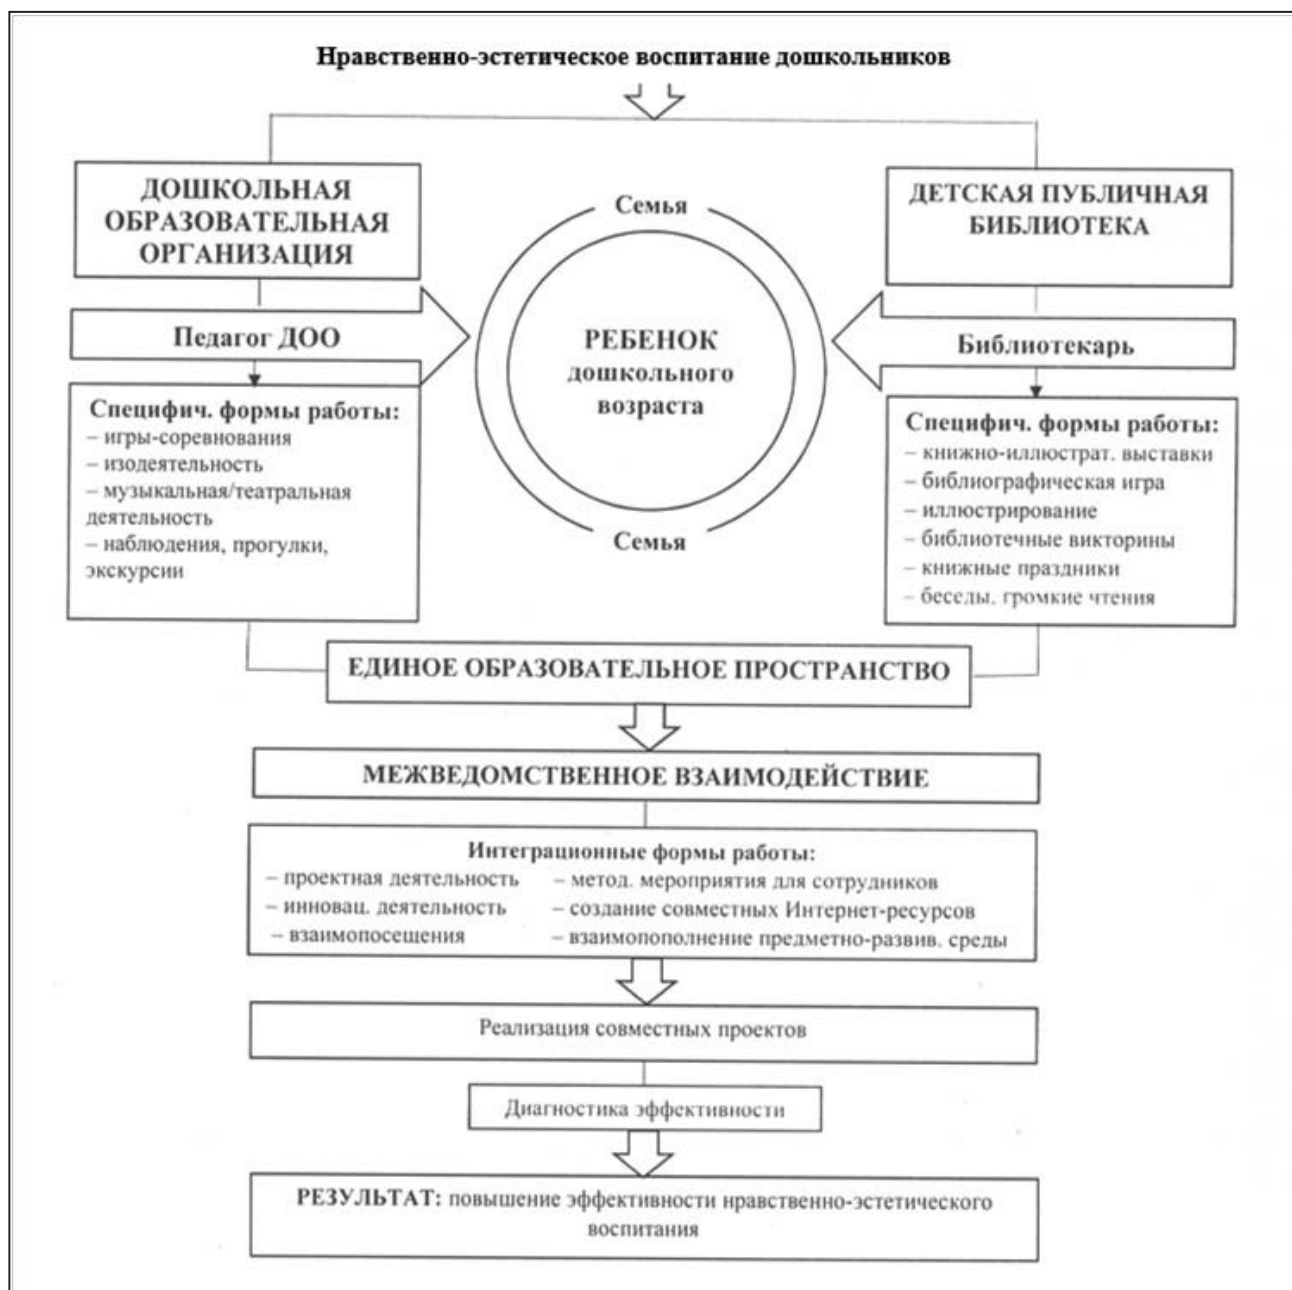 Нравственно-эстетическое воспитание дошкольников
ДОШКОЛЬНАЯ
ОБРАЗОВАТЕЛЬНАЯ
ОРГАНИЗАЦИЯ
Педагог ДОО
Специфич. формы работы:
– игры-соревнования
– изодеятельность
– музыкальная/театральная
деятельность
– наблюдения, прогулки,
экскурсии
Семья
РЕБЕНОК
дошкольного
возраста
Семья
ДЕТСКАЯ ПУБЛИЧНАЯ
БИБЛИОТЕКА
Библиотекарь
Специфич. формы работы:
– книжно-иллюстрат. выставки
– библиографическая игра
– иллюстрирование
– библиотечные викторины
– книжные праздники
– беседы, громкие чтения
ЕДИНОЕ ОБРАЗОВАТЕЛЬНОЕ ПРОСТРАНСТВО
МЕЖВЕДОМСТВЕННОЕ ВЗАИМОДЕЙСТВИЕ
Интеграционные формы работы:
– проектная деятельность – метод. мероприятия для сотрудников
– инновац. деятельность – создание совместных Интернет-ресурсов
– взаимопосещения – взаимопополнение предметно-развив. среды
Реализация совместных проектов
Диагностика эффективности
РЕЗУЛЬТАТ: повышение эффективности нравственно-эстетического
воспитания